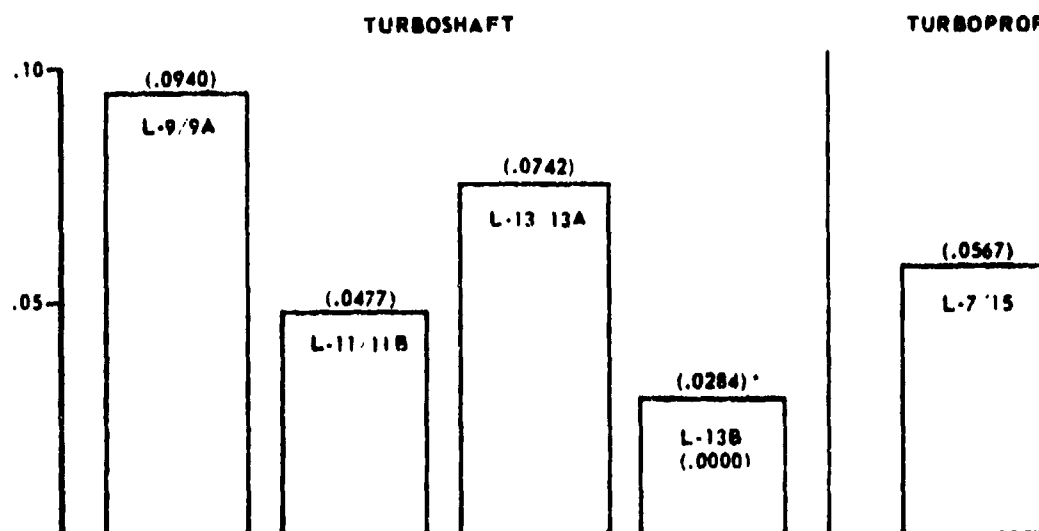 TURBOSHAFT
TURBOPROP
.10
(.0940)
L-9/9A
(.0742)
L-13 13A
(.0567)
L-7 '15
.05
(.0477)
L-11/11B
(.0284) *
L-13B
(.0000)